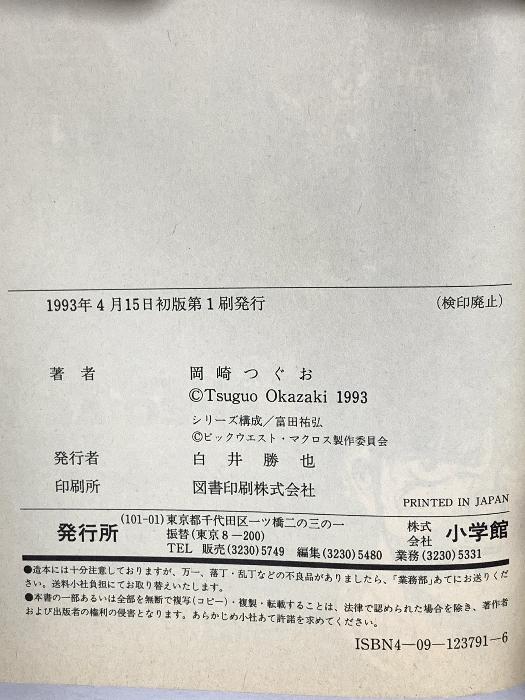 1993年4月15日初版第1刷発行 (検印廃止)
著者 岡崎つぐお
©Tsuguo Okazaki 1993
シリーズ構成／富田祐弘
©ビックウエスト・マクロス製作委員会
発行者 白井勝也
印刷所 図書印刷株式会社
PRINTED IN JAPAN
発行所 (101-01)東京都千代田区一ツ橋二の三の一 株式会社 小学館
振替(東京8-200)
TEL 販売(3230)5749 編集(3230)5480 業務(3230)5331
●造本には十分注意しておりますが、万一、落丁・乱丁などの不良品がありましたら、「業務部」あてにお送りくだ
さい。送料小社負担にてお取り替えいたします。
●本書の一部あるいは全部を無断で複写(コピー)・複製・転載することは、法律で認められた場合を除き、著作者
および出版者の権利の侵害となります。あらかじめ小社あて許諾を求めてください。
ISBN4-09-123791-6